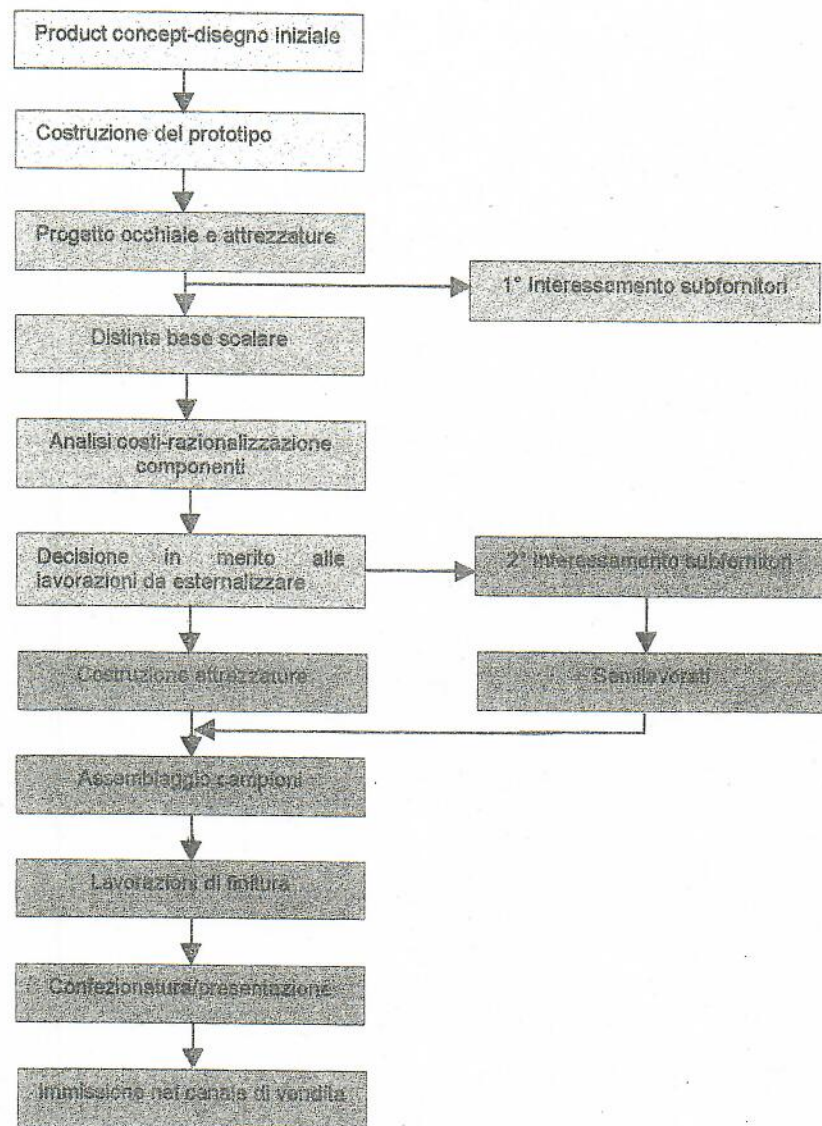 Product concept-disegno iniziale
Costruzione del prototipo
Progetto occhiale e attrezzature
1° Interessamento subfornitori
Distinta base scalare
Analisi costi-razionalizzazione
componenti
Decisione in merito alle
lavorazioni da esternalizzare
2° Interessamento subfornitori
Costruzione attrezzature
Semilavorati
Assemblaggio campioni
Lavorazioni di finitura
Confezionatura/presentazione
Immissione nel canale di vendita